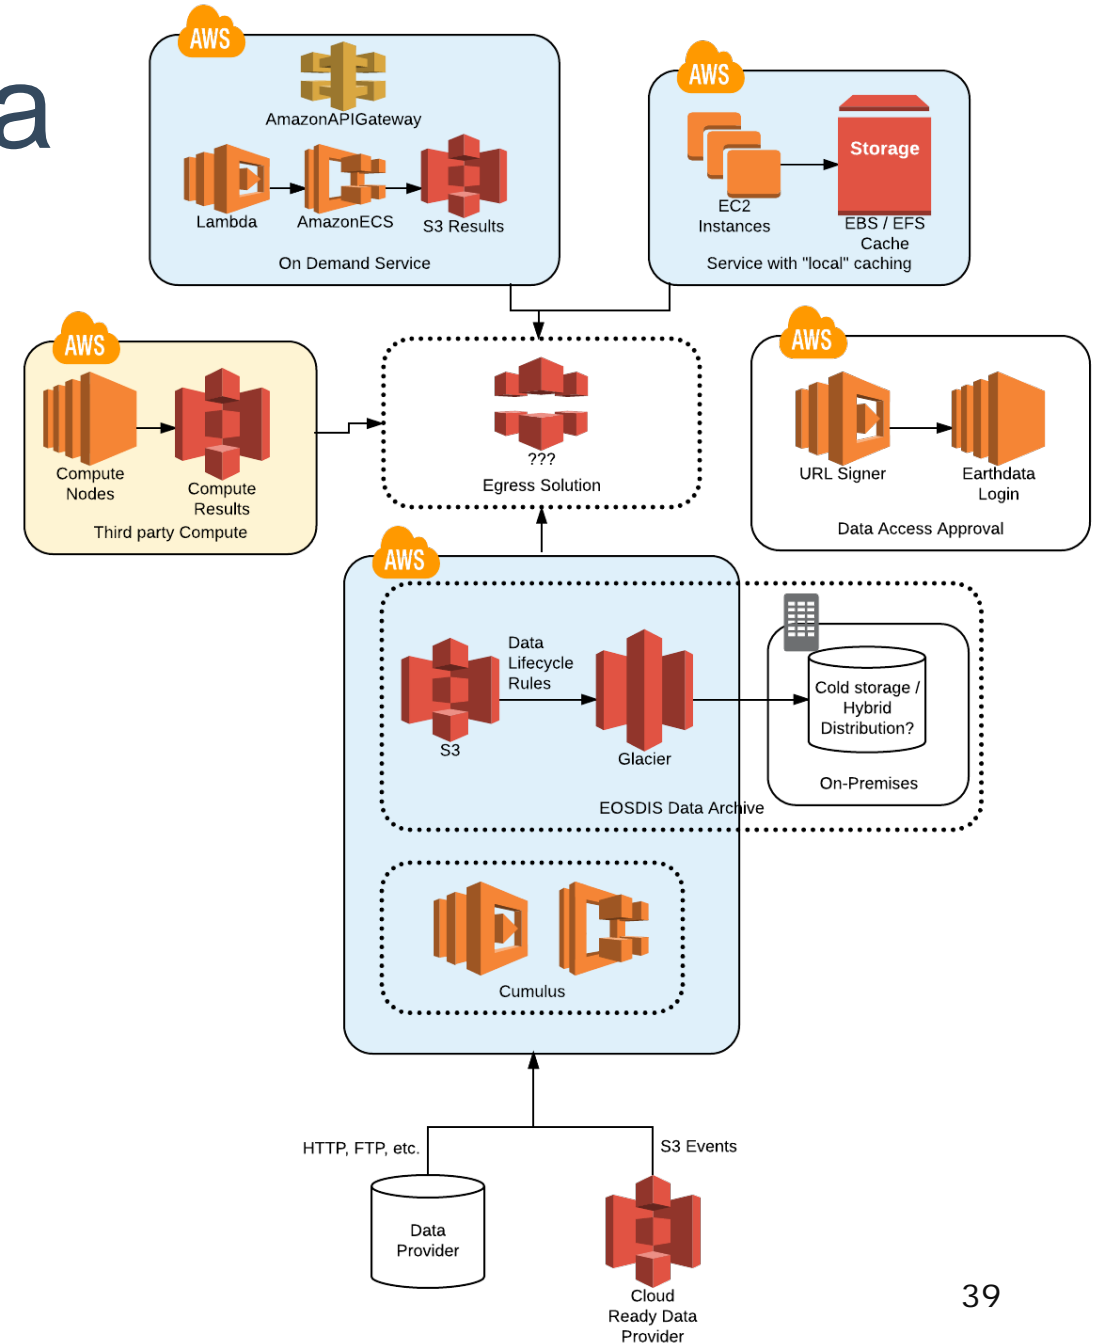 a
AWS
AmazonAPIGateway
Lambda
AmazonECS
S3 Results
On Demand Service
AWS
Storage
EC2
Instances
EBS / EFS
Cache
Service with "local" caching
AWS
Compute
Nodes
Compute
Results
Third party Compute
???
Egress Solution
AWS
URL Signer
Earthdata
Login
Data Access Approval
AWS
Data
Lifecycle
Rules
S3
Glacier
Cold storage /
Hybrid
Distribution?
On-Premises
EOSDIS Data Archive
Cumulus
HTTP, FTP, etc.
S3 Events
Data
Provider
Cloud
Ready Data
Provider
39